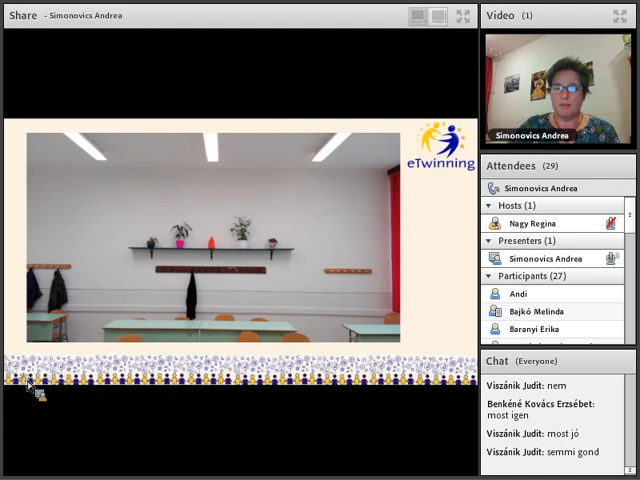 Share - Simonovics Andrea
eTwinning
Video (1)
Simonovics Andrea
Attendees (29)
Simonovics Andrea
Hosts (1)
Nagy Regina
Presenters (1)
Simonovics Andrea
Participants (27)
Andi
Bajkó Melinda
Baranyi Erika
Chat (Everyone)
Viszánik Judit: nem
Benkéné Kovács Erzsébet:
most igen
Viszánik Judit: most jó
Viszánik Judit: semmi gond